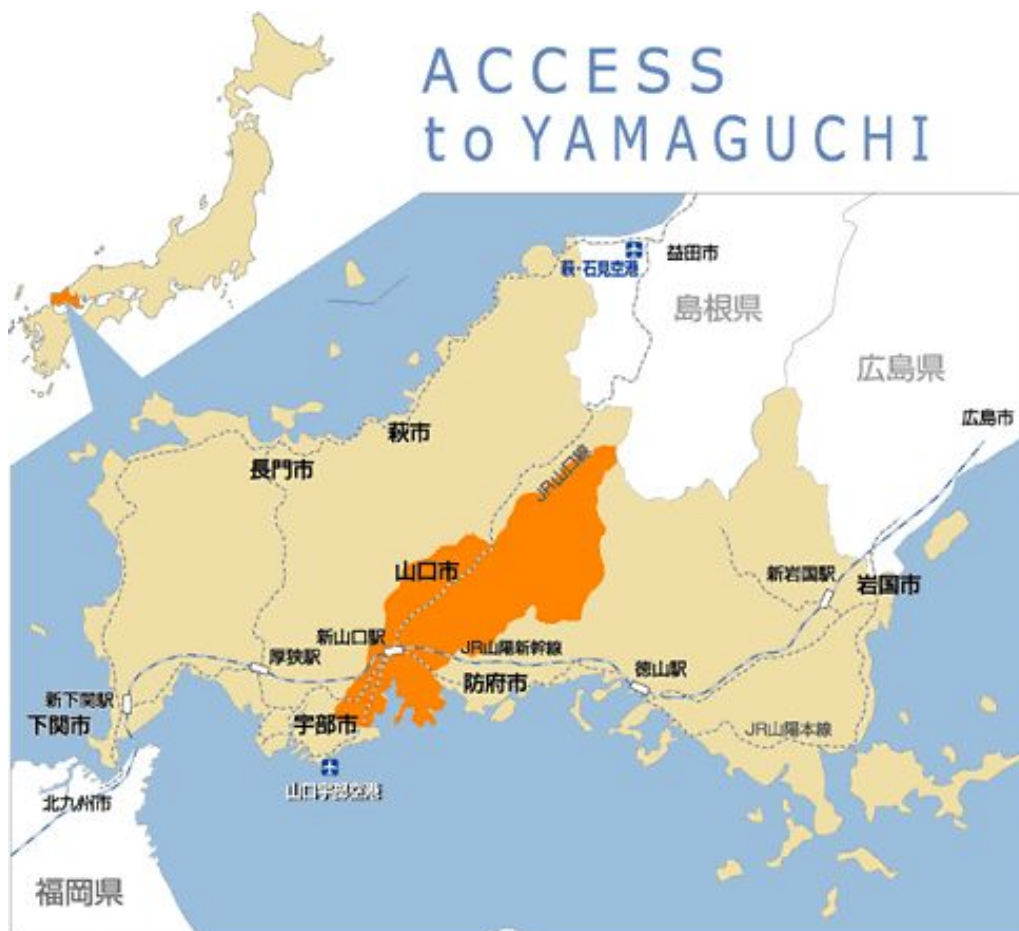 ACCESS
to YAMAGUCHI
萩・石見空港
益田市
島根県
広島県
広島市
萩市
長門市
JR山口線
山口市
新岩国駅
岩国市
新山口駅
JR山陽新幹線
厚狭駅
防府市
徳山駅
新下関駅
下関市
宇部市
JR山陽本線
山口宇部空港
北九州市
福岡県